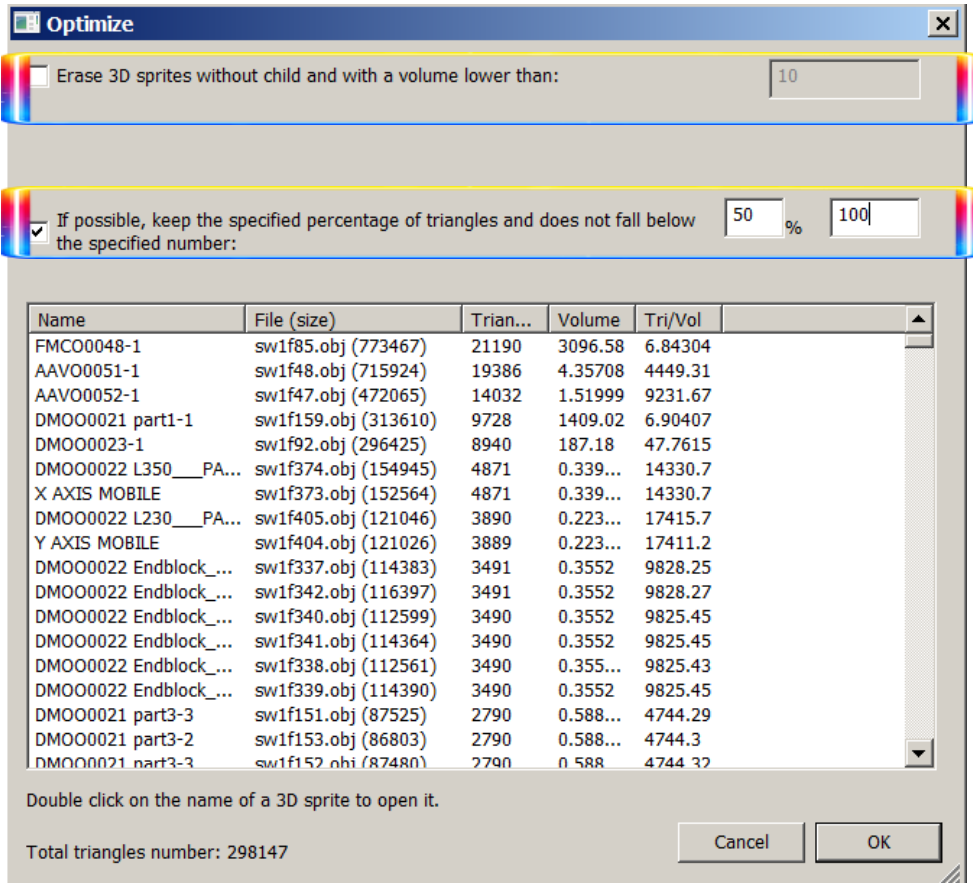 Optimize
Erase 3D sprites without child and with a volume lower than: 10
If possible, keep the specified percentage of triangles and does not fall below 50 % 100
the specified number:
Name File (size) Trian... Volume Tri/Vol
FMCO0048-1 sw1f85.obj (773467) 21190 3096.58 6.84304
AAVO0051-1 sw1f48.obj (715924) 19386 4.35708 4449.31
AAVO0052-1 sw1f47.obj (472065) 14032 1.51999 9231.67
DMOO0021 part1-1 sw1f159.obj (313610) 9728 1409.02 6.90407
DMOO0023-1 sw1f92.obj (296425) 8940 187.18 47.7615
DMOO0022 L350___PA... sw1f374.obj (154945) 4871 0.339... 14330.7
X AXIS MOBILE sw1f373.obj (152564) 4871 0.339... 14330.7
DMOO0022 L230___PA... sw1f405.obj (121046) 3890 0.223... 17415.7
Y AXIS MOBILE sw1f404.obj (121026) 3889 0.223... 17411.2
DMOO0022 Endblock_... sw1f337.obj (114383) 3491 0.3552 9828.25
DMOO0022 Endblock_... sw1f342.obj (116397) 3491 0.3552 9828.27
DMOO0022 Endblock_... sw1f340.obj (112599) 3490 0.3552 9825.45
DMOO0022 Endblock_... sw1f341.obj (114364) 3490 0.3552 9825.45
DMOO0022 Endblock_... sw1f338.obj (112561) 3490 0.355... 9825.43
DMOO0022 Endblock_... sw1f339.obj (114390) 3490 0.3552 9825.45
DMOO0021 part3-3 sw1f151.obj (87525) 2790 0.588... 4744.29
DMOO0021 part3-2 sw1f153.obj (86803) 2790 0.588... 4744.3
DMOO0021 part3-3 sw1f152.obj (87480) 2790 0.588 4744.32
Double click on the name of a 3D sprite to open it.
Cancel OK
Total triangles number: 298147